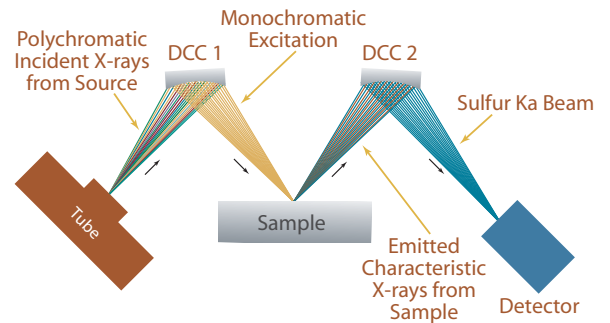 Polychromatic
Incident X-rays
from Source
DCC 1
Monochromatic
Excitation
DCC 2
Sulfur Ka Beam
Tube
Sample
Emitted
Characteristic
X-rays from
Sample
Detector